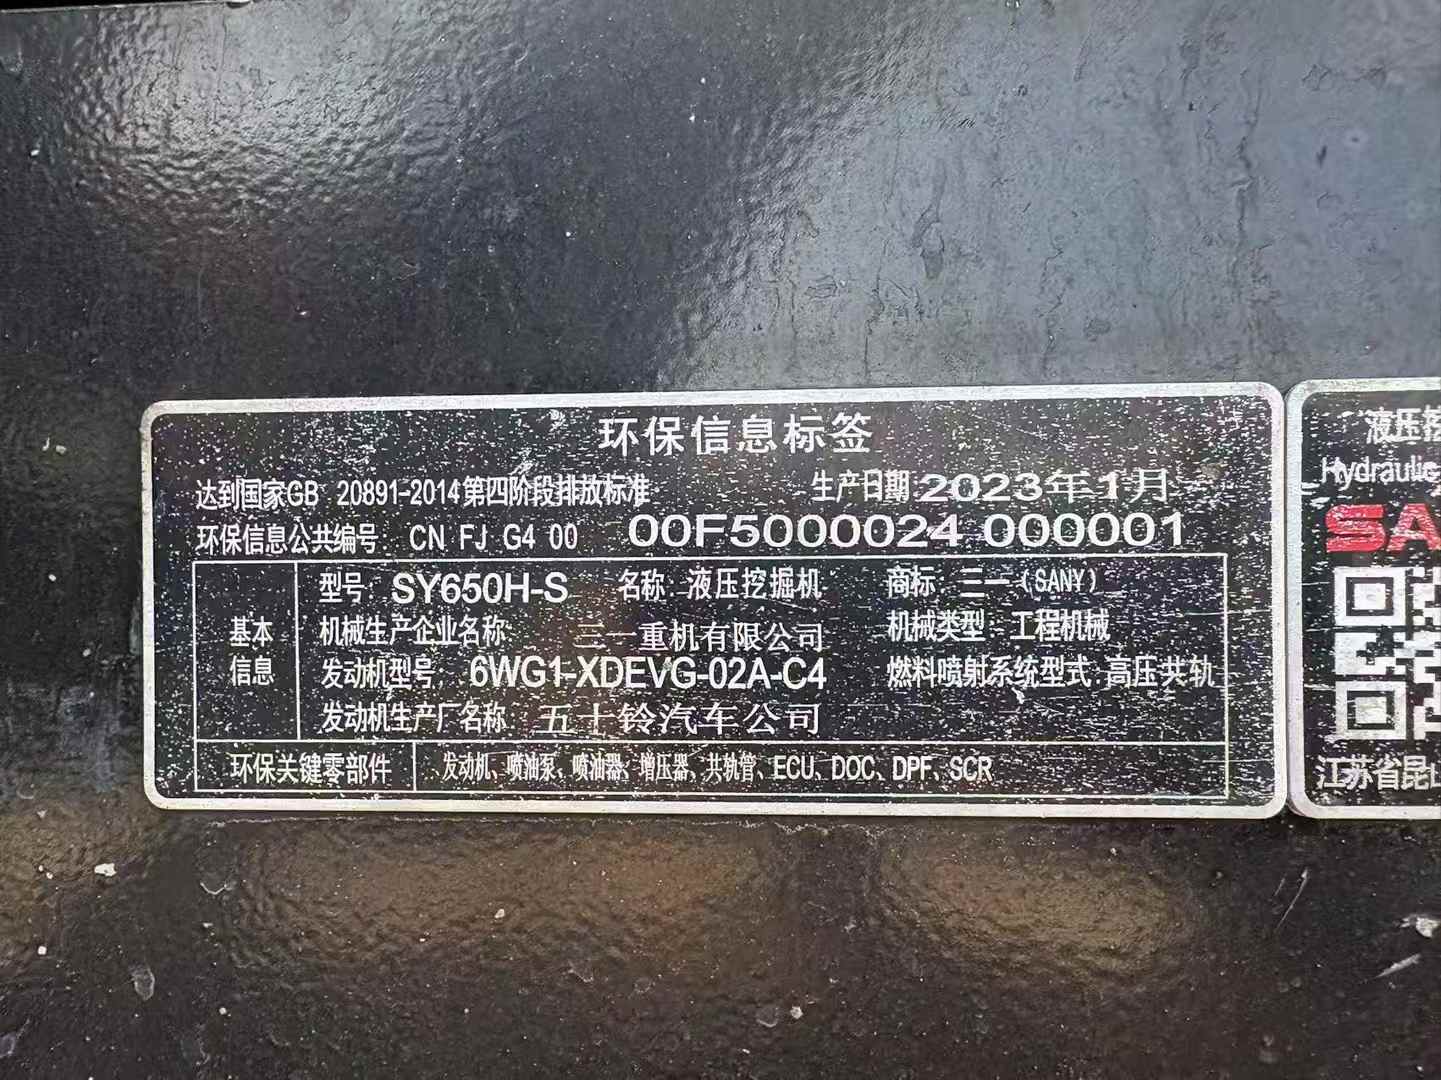 环保信息标签
达到国家GB 20891-2014第四阶段排放标准 生产日期 2023年1月
环保信息公共编号 CN FJ G4 00 00F5000024 000001
基本信息
型号 SY650H-S 名称 液压挖掘机 商标 三一(SANY)
机械生产企业名称 三一重机有限公司 机械类型 工程机械
发动机型号 6WG1-XDEVG-02A-C4 燃料喷射系统型式 高压共轨
发动机生产厂名称 五十铃汽车公司
环保关键零部件 发动机、喷油泵、喷油器、增压器、共轨管、ECU、DOC、DPF、SCR
液压挖
Hydraulic
SA
江苏省昆